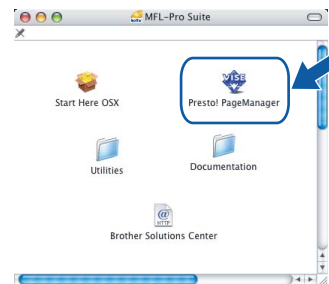 MFL-Pro Suite
Start Here OSX
Presto! PageManager
Utilities
Documentation
Brother Solutions Center